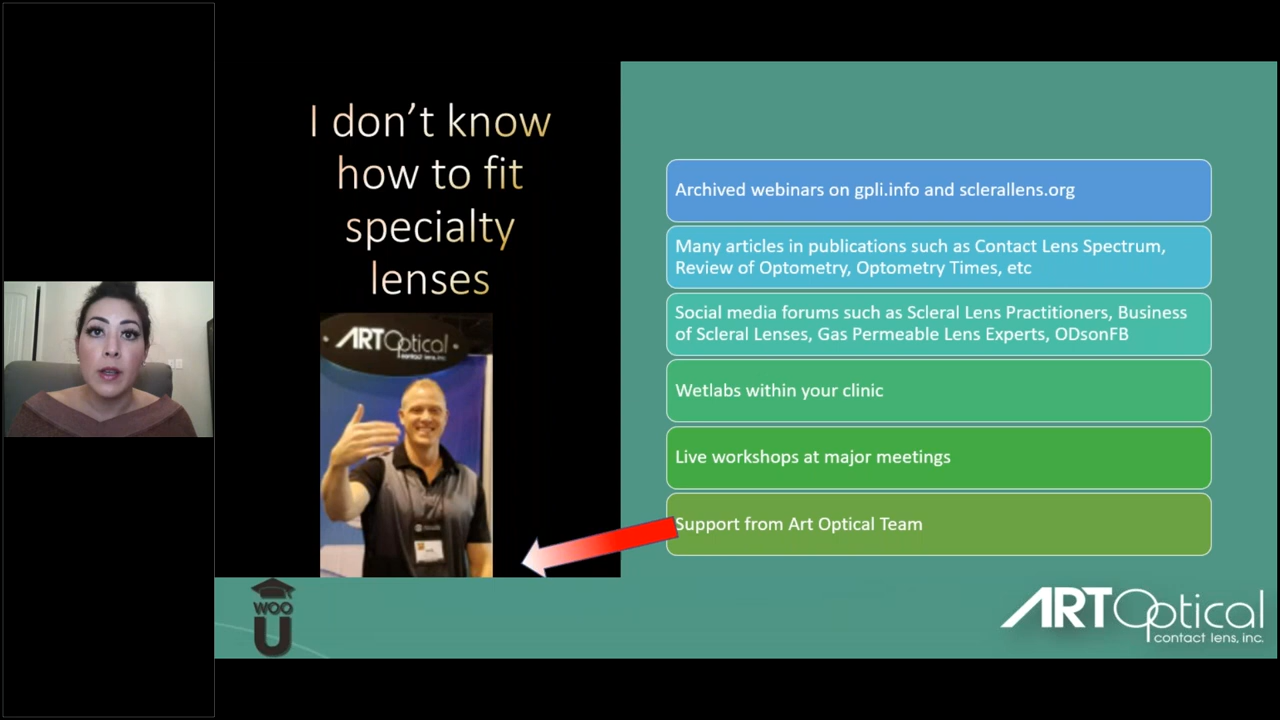 I don’t know
how to fit
specialty
lenses
ARTOptical
contact lens, inc.
Archived webinars on gpli.info and sclerallens.org
Many articles in publications such as Contact Lens Spectrum,
Review of Optometry, Optometry Times, etc
Social media forums such as Scleral Lens Practitioners, Business
of Scleral Lenses, Gas Permeable Lens Experts, ODsonFB
Wetlabs within your clinic
Live workshops at major meetings
Support from Art Optical Team
WOO
U
ARTOptical
contact lens, inc.